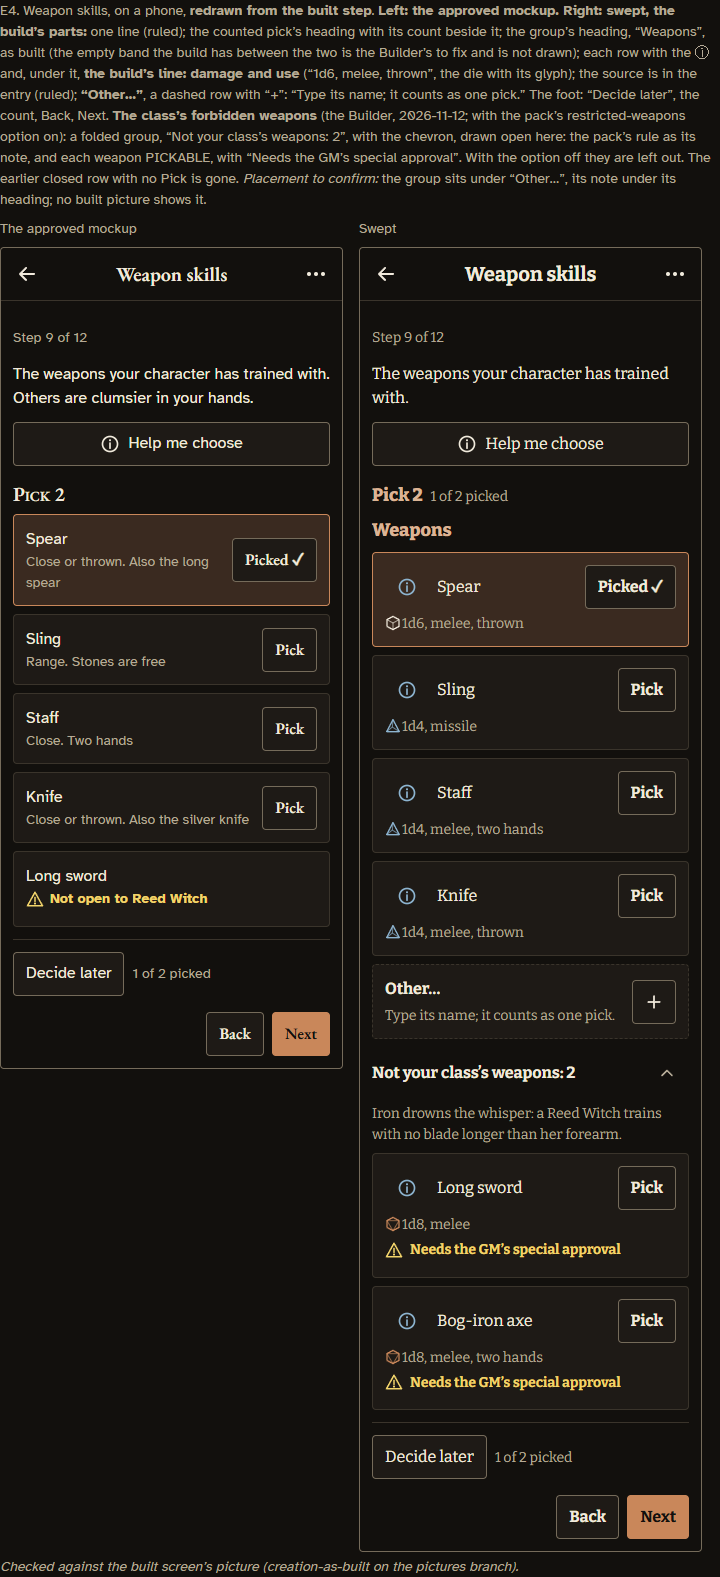 E4. Weapon skills, on a phone, redrawn from the built step. Left: the approved mockup. Right: swept, the
build's parts: one line (ruled); the counted pick's heading with its count beside it; the group's heading, “Weapons”,
as built (the empty band the build has between the two is the Builder's to fix and is not drawn); each row with the ⓘ
and, under it, the build's line: damage and use (“1d6, melee, thrown”, the die with its glyph); the source is in the
entry (ruled); “Other…”, a dashed row with “+”: “Type its name; it counts as one pick.” The foot: “Decide later”, the
count, Back, Next. The class's forbidden weapons (the Builder, 2026-11-12; with the pack's restricted-weapons
option on): a folded group, “Not your class's weapons: 2”, with the chevron, drawn open here: the pack's rule as its
note, and each weapon PICKABLE, with “Needs the GM's special approval”. With the option off they are left out. The
earlier closed row with no Pick is gone. Placement to confirm: the group sits under “Other…”, its note under its
heading; no built picture shows it.
The approved mockup
Weapon skills
Step 9 of 12
The weapons your character has trained with.
Others are clumsier in your hands.
Help me choose
Pick 2
Spear
Close or thrown. Also the long
spear
Picked ✓
Sling
Range. Stones are free
Pick
Staff
Close. Two hands
Pick
Knife
Close or thrown. Also the silver knife
Pick
Long sword
Not open to Reed Witch
Decide later
1 of 2 picked
Back
Next
Swept
Weapon skills
Step 9 of 12
The weapons your character has trained
with.
Help me choose
Pick 2 1 of 2 picked
Weapons
Spear
Picked ✓
1d6, melee, thrown
Sling
Pick
1d4, missile
Staff
Pick
1d4, melee, two hands
Knife
Pick
1d4, melee, thrown
Other…
Type its name; it counts as one pick.
+
Not your class's weapons: 2
Iron drowns the whisper: a Reed Witch trains
with no blade longer than her forearm.
Long sword
Pick
1d8, melee
Needs the GM's special approval
Bog-iron axe
Pick
1d8, melee, two hands
Needs the GM's special approval
Decide later
1 of 2 picked
Back
Next
Checked against the built screen's picture (creation-as-built on the pictures branch).